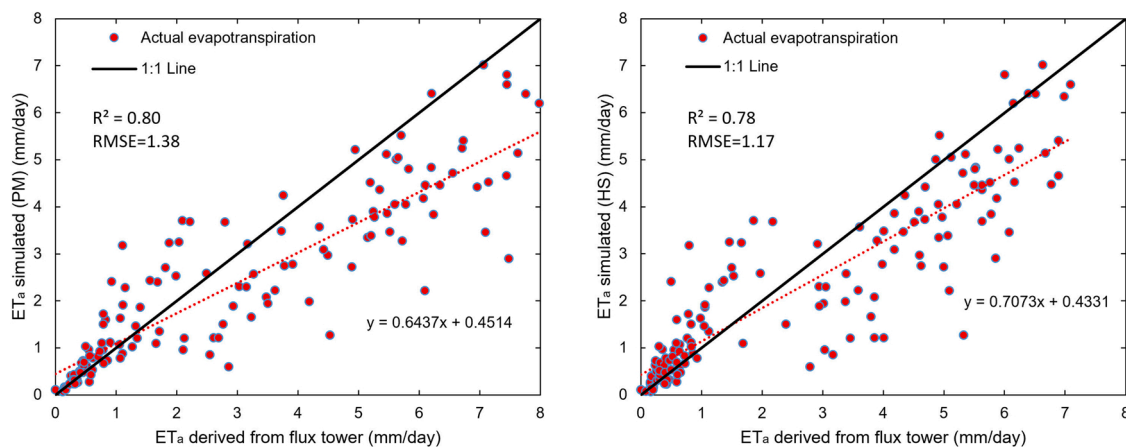 8
7
6
5
4
3
2
1
0
ETa simulated (PM) (mm/day)
Actual evapotranspiration
1:1 Line
R² = 0.80
RMSE=1.38
y = 0.6437x + 0.4514
0 1 2 3 4 5 6 7 8
ETa derived from flux tower (mm/day)
8
7
6
5
4
3
2
1
0
ETa simulated (HS) (mm/day)
Actual evapotranspiration
1:1 Line
R² = 0.78
RMSE=1.17
y = 0.7073x + 0.4331
0 1 2 3 4 5 6 7 8
ETa derived from flux tower (mm/day)